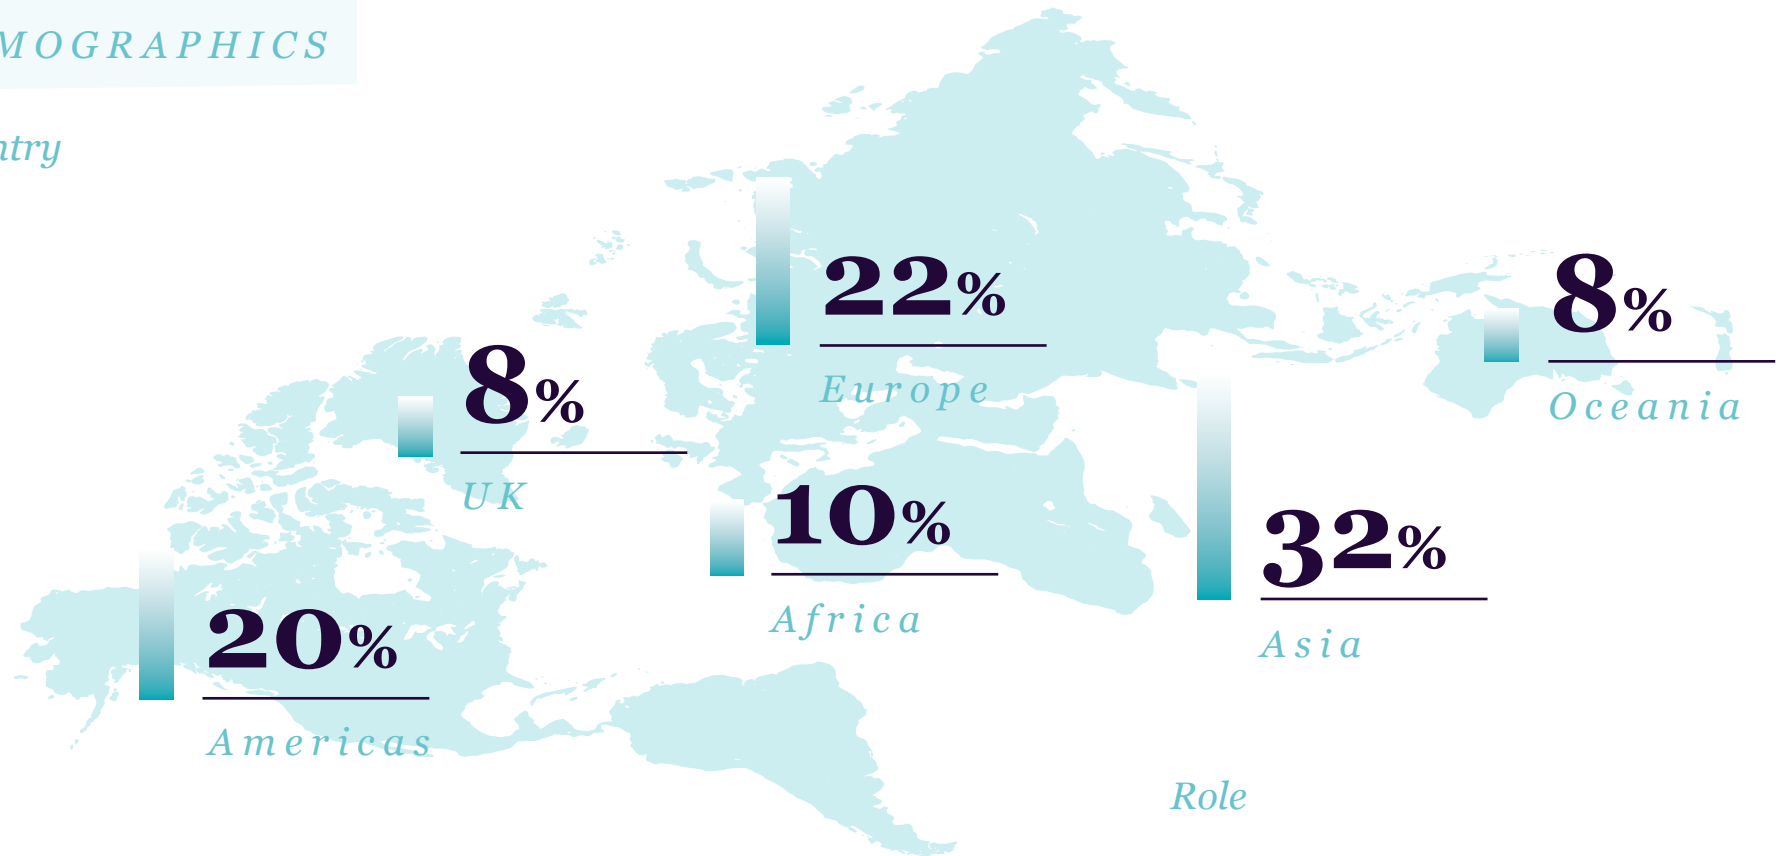 MOGRAPHICS
ntry
22%
Europe
8%
Oceania
8%
UK
10%
Africa
32%
Asia
20%
Americas
Role